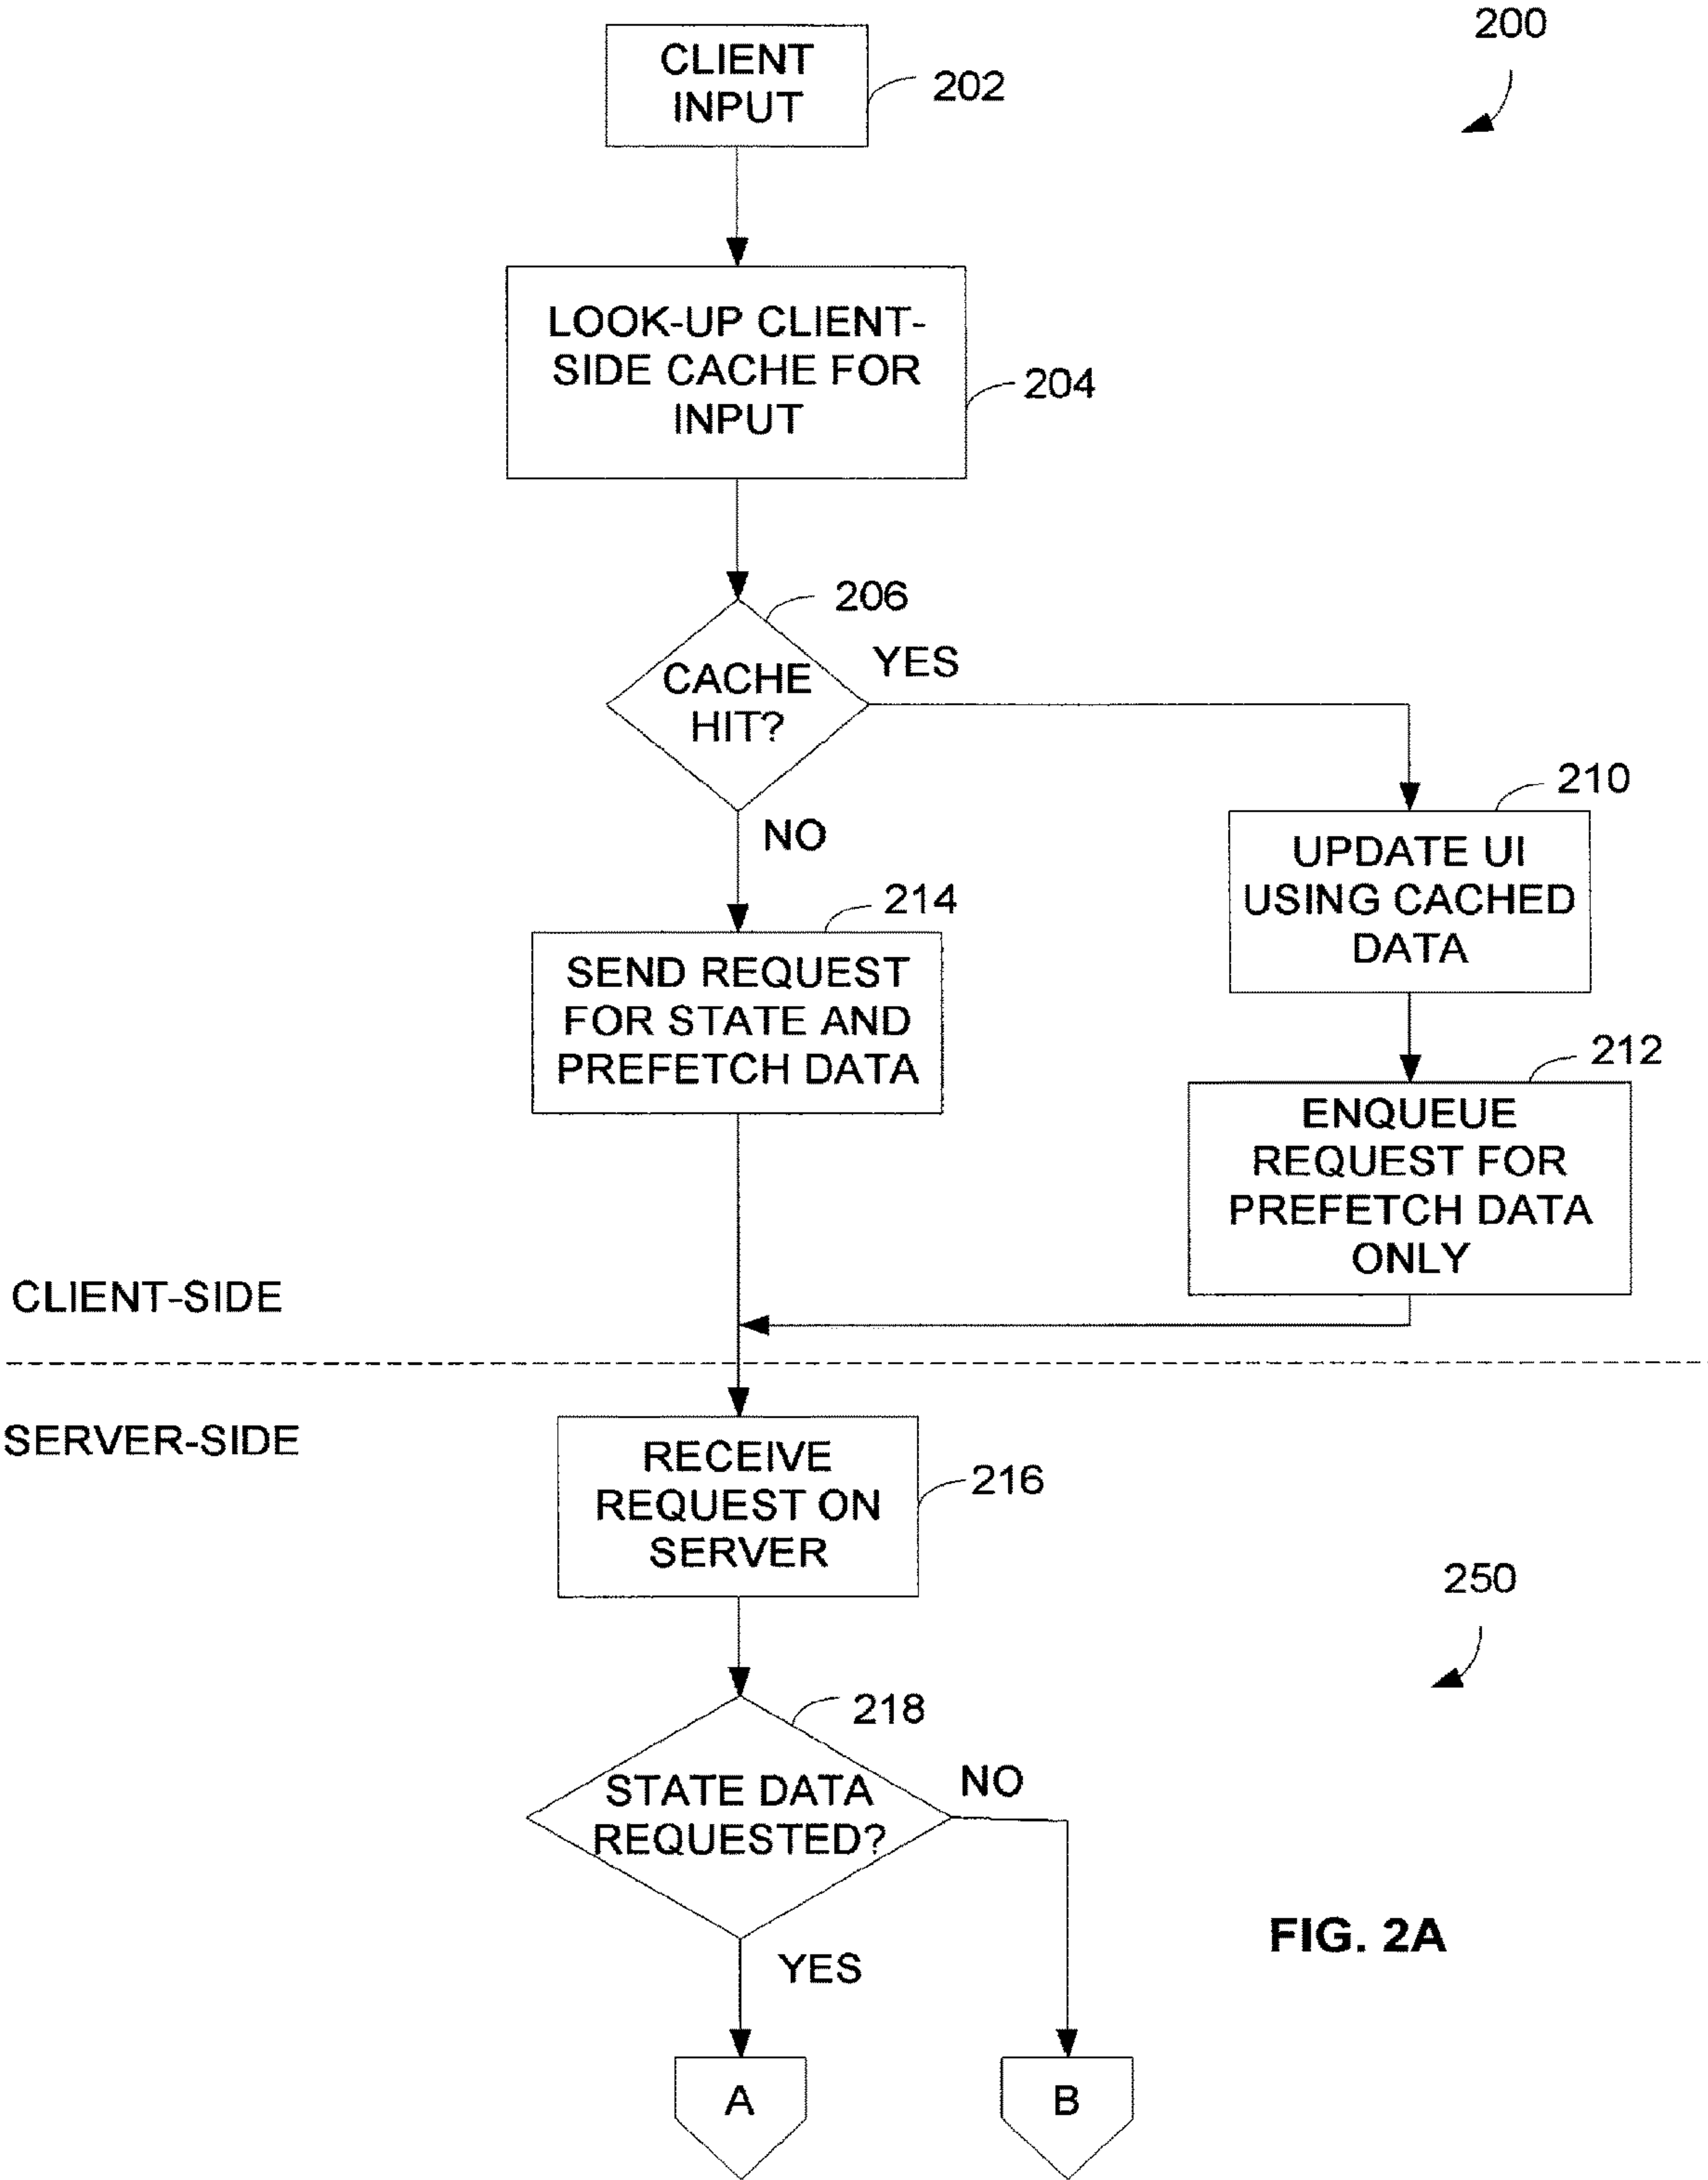 200
CLIENT
INPUT
202
LOOK-UP CLIENT-
SIDE CACHE FOR
INPUT
204
206
CACHE
HIT?
YES
NO
210
UPDATE UI
USING CACHED
DATA
214
SEND REQUEST
FOR STATE AND
PREFETCH DATA
212
ENQUEUE
REQUEST FOR
PREFETCH DATA
ONLY
CLIENT-SIDE
SERVER-SIDE
RECEIVE
REQUEST ON
SERVER
216
250
218
STATE DATA
REQUESTED?
NO
YES
FIG. 2A
A
B